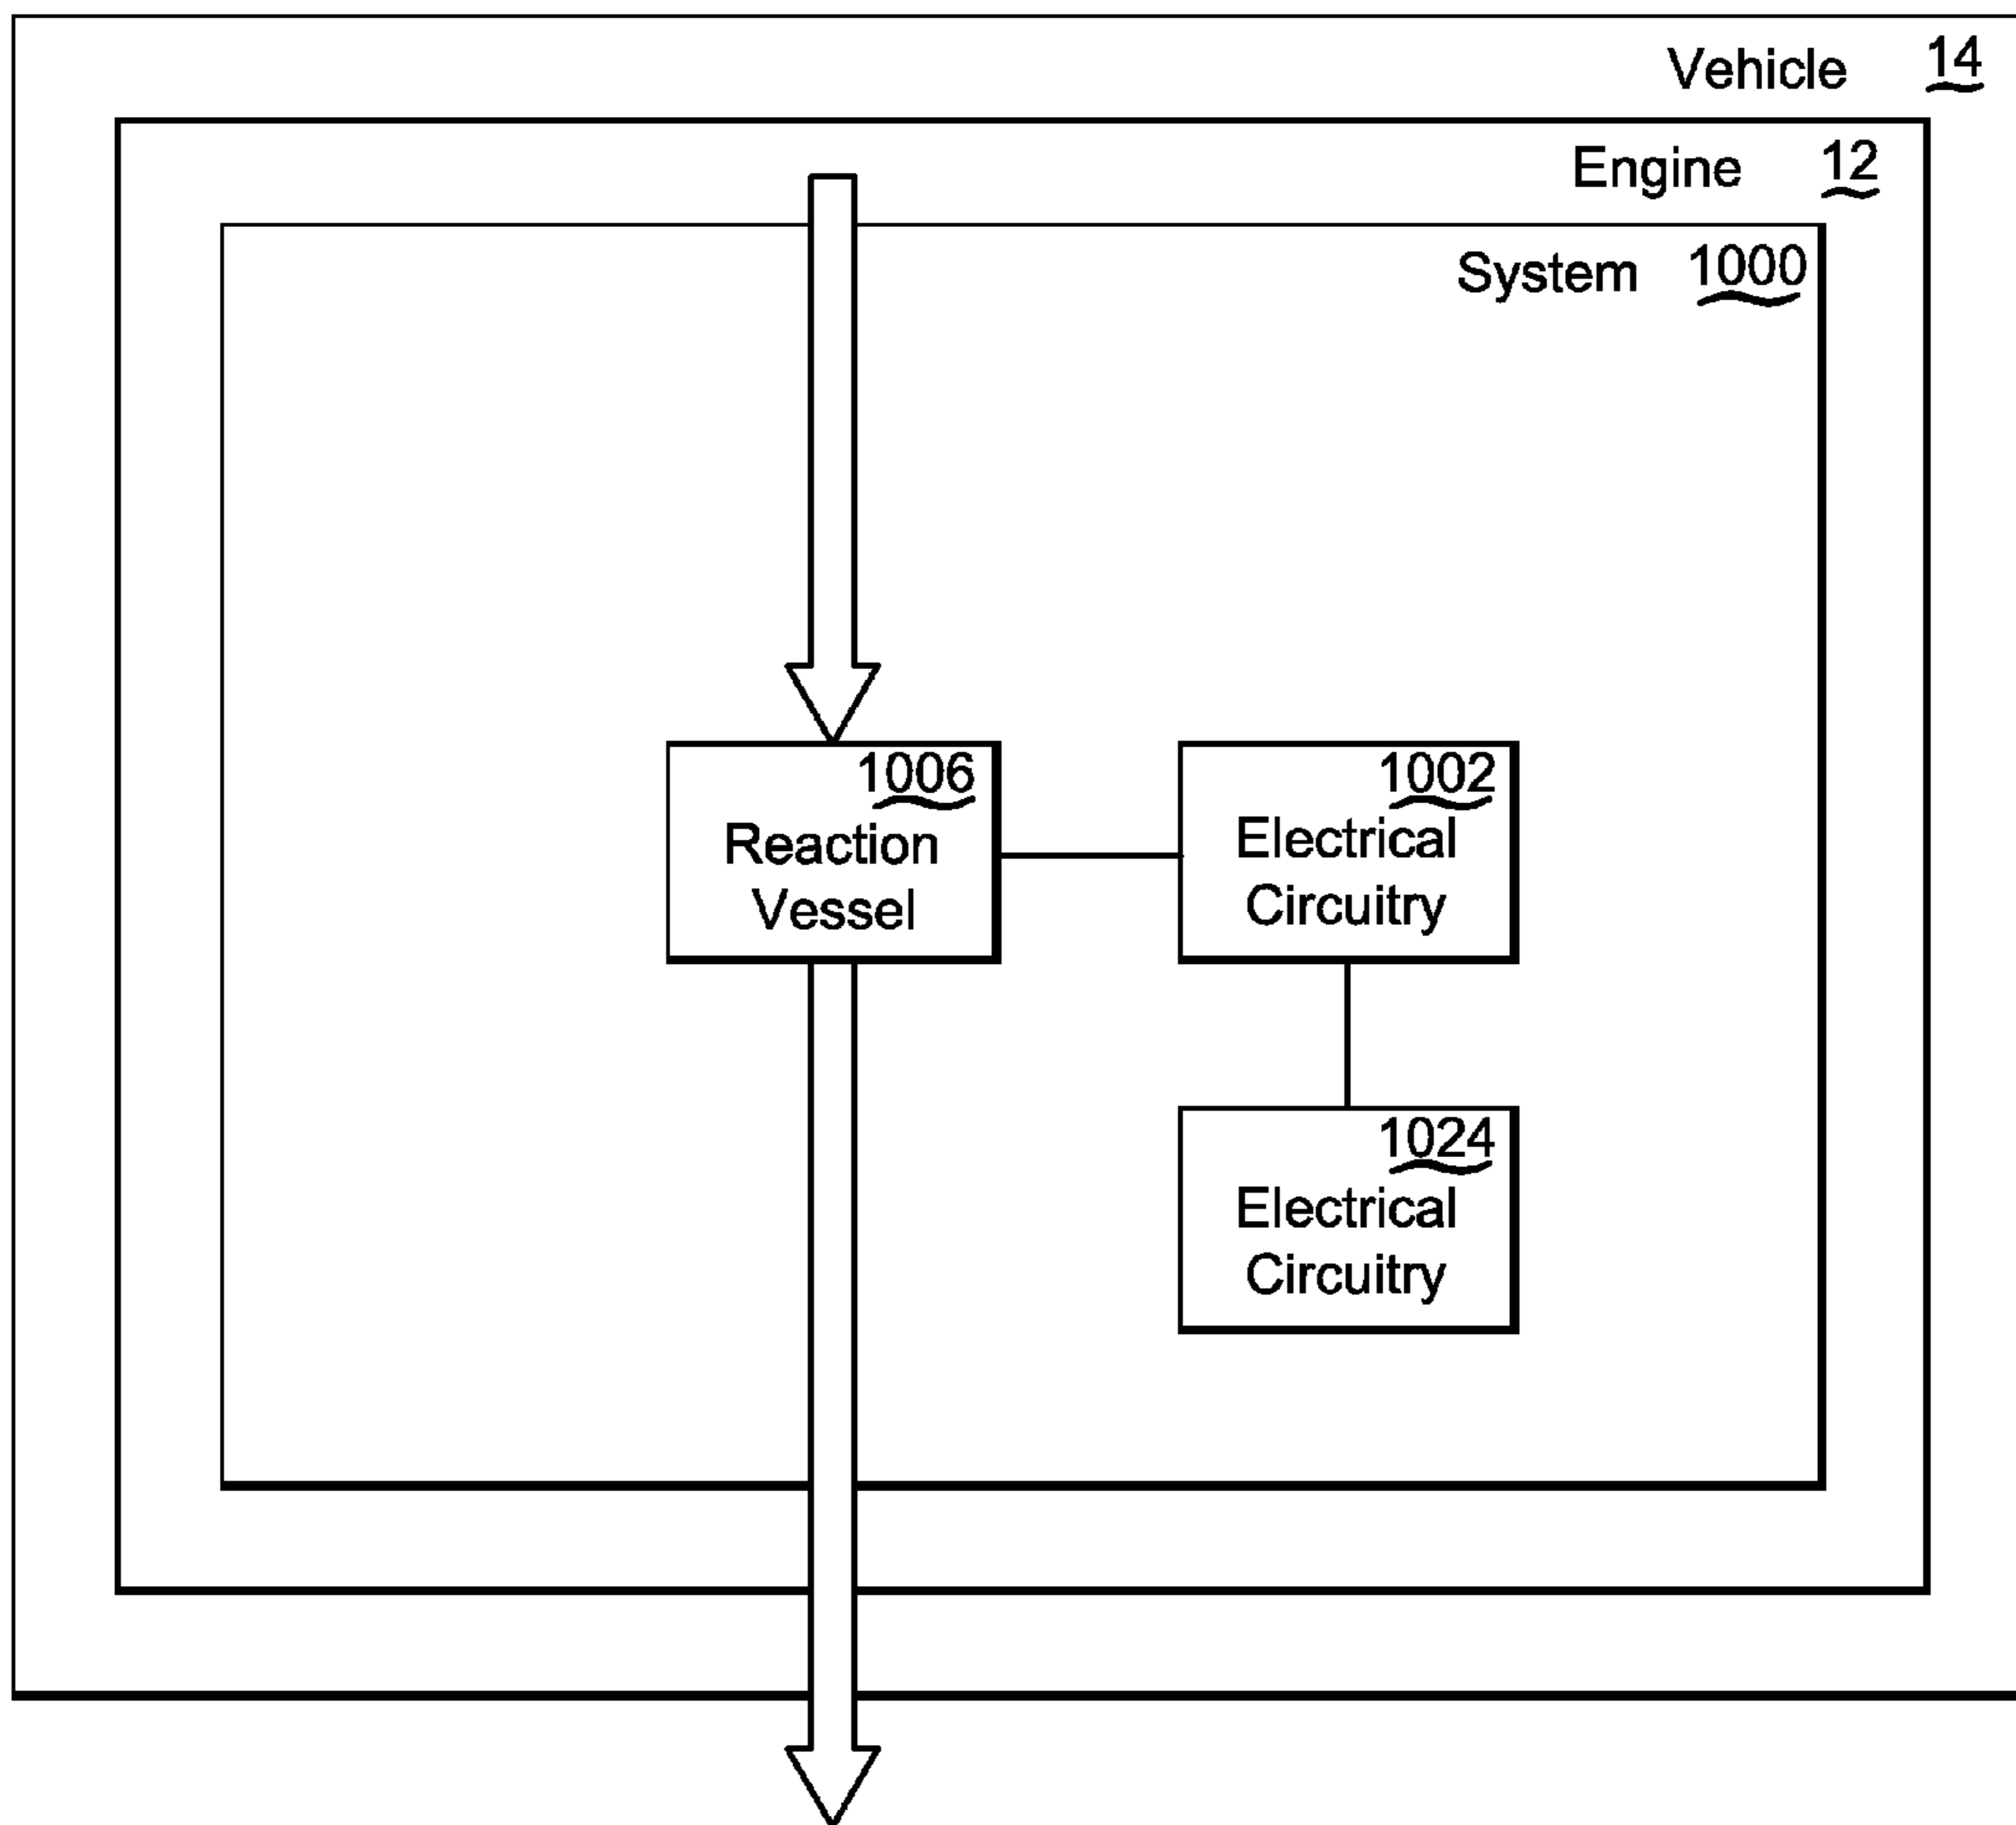 Vehicle 14
Engine 12
System 1000
1006
Reaction
Vessel
1002
Electrical
Circuitry
1024
Electrical
Circuitry